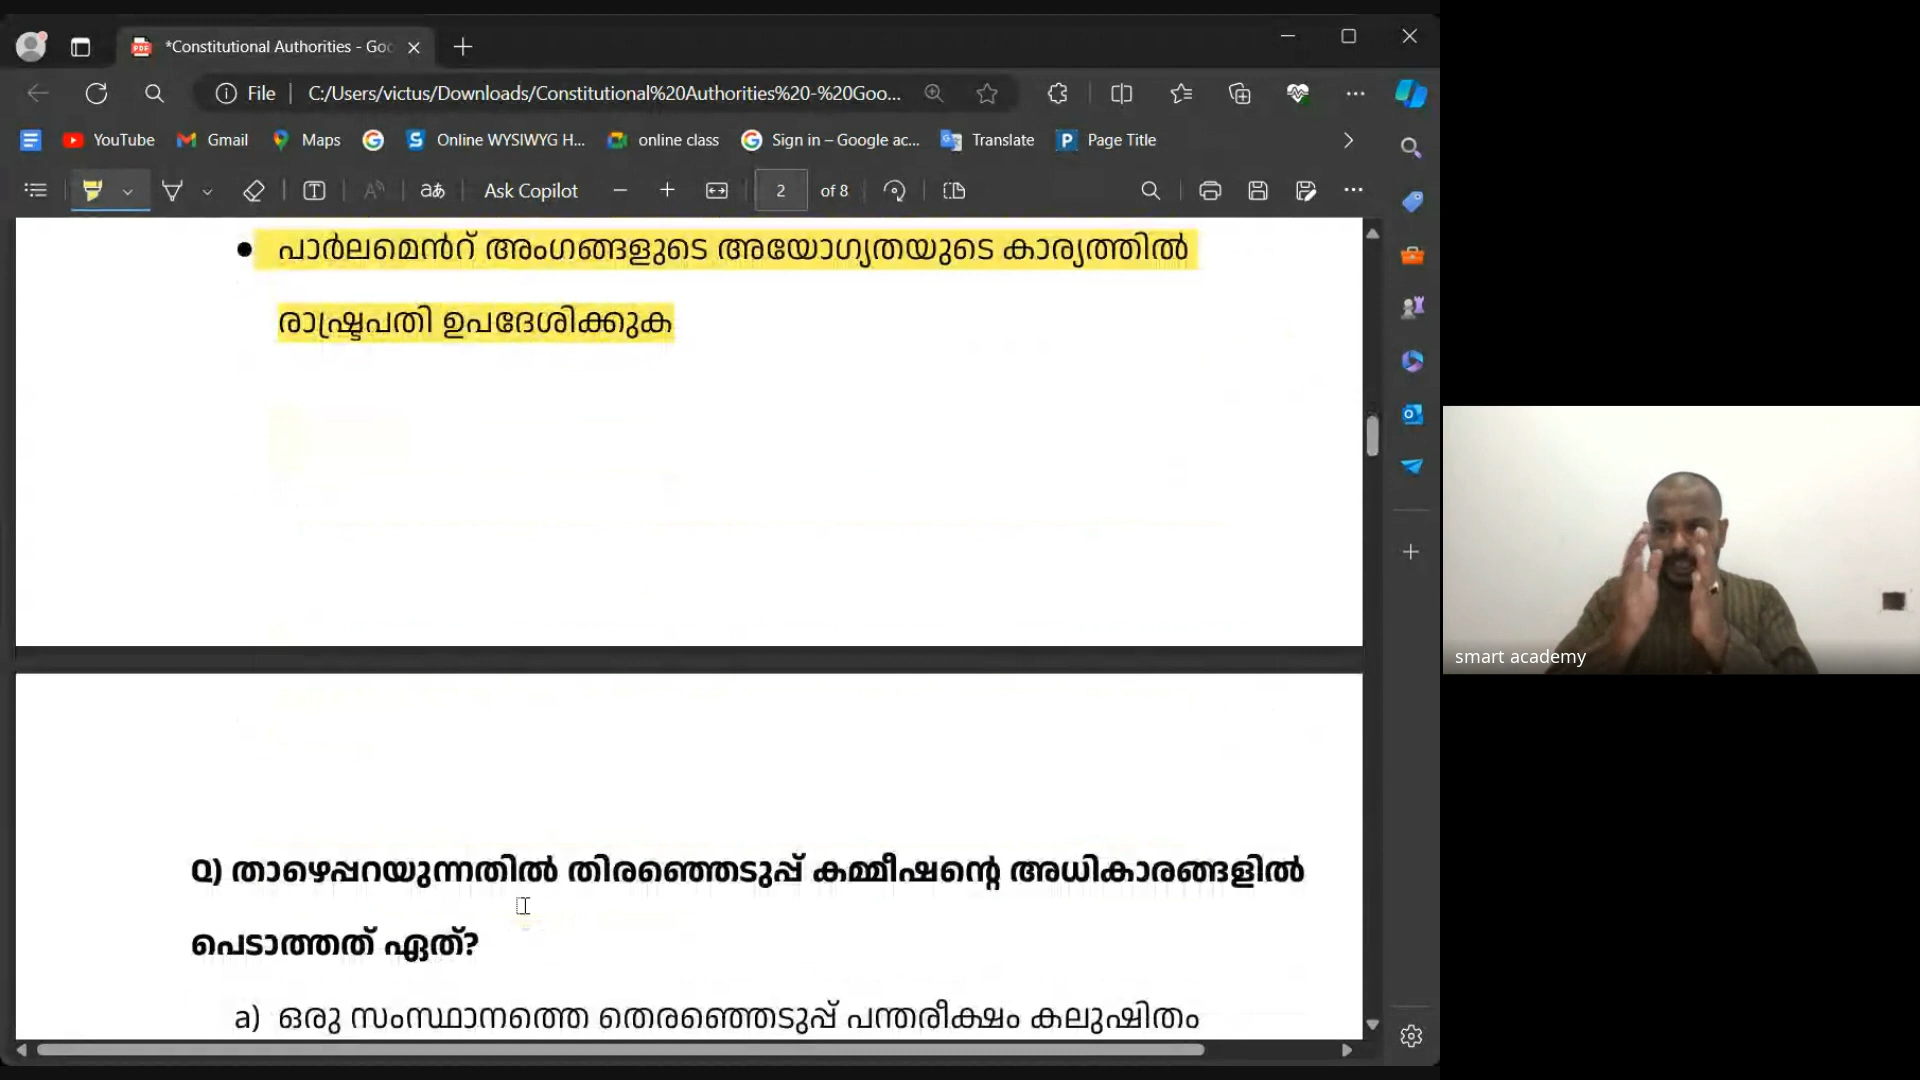 *Constitutional Authorities - Goo
File
C:/Users/victus/Downloads/Constitutional%20Authorities%20-%20Goo...
YouTube
Gmail
Maps
Online WYSIWYG H...
online class
Sign in – Google ac...
Translate
Page Title
Ask Copilot
2 of 8
● പാർലമെൻറ് അംഗങ്ങളുടെ അയോഗ്യതയുടെ കാര്യത്തിൽ
രാഷ്ട്രപതി ഉപദേശിക്കുക
Q) താഴെപ്പറയുന്നതിൽ തിരഞ്ഞെടുപ്പ് കമ്മീഷന്റെ അധികാരങ്ങളിൽ
പെടാത്തത് ഏത്?
a) ഒരു സംസ്ഥാനത്തെ തെരഞ്ഞെടുപ്പ് പന്തരീക്ഷം കലുഷിതം
smart academy